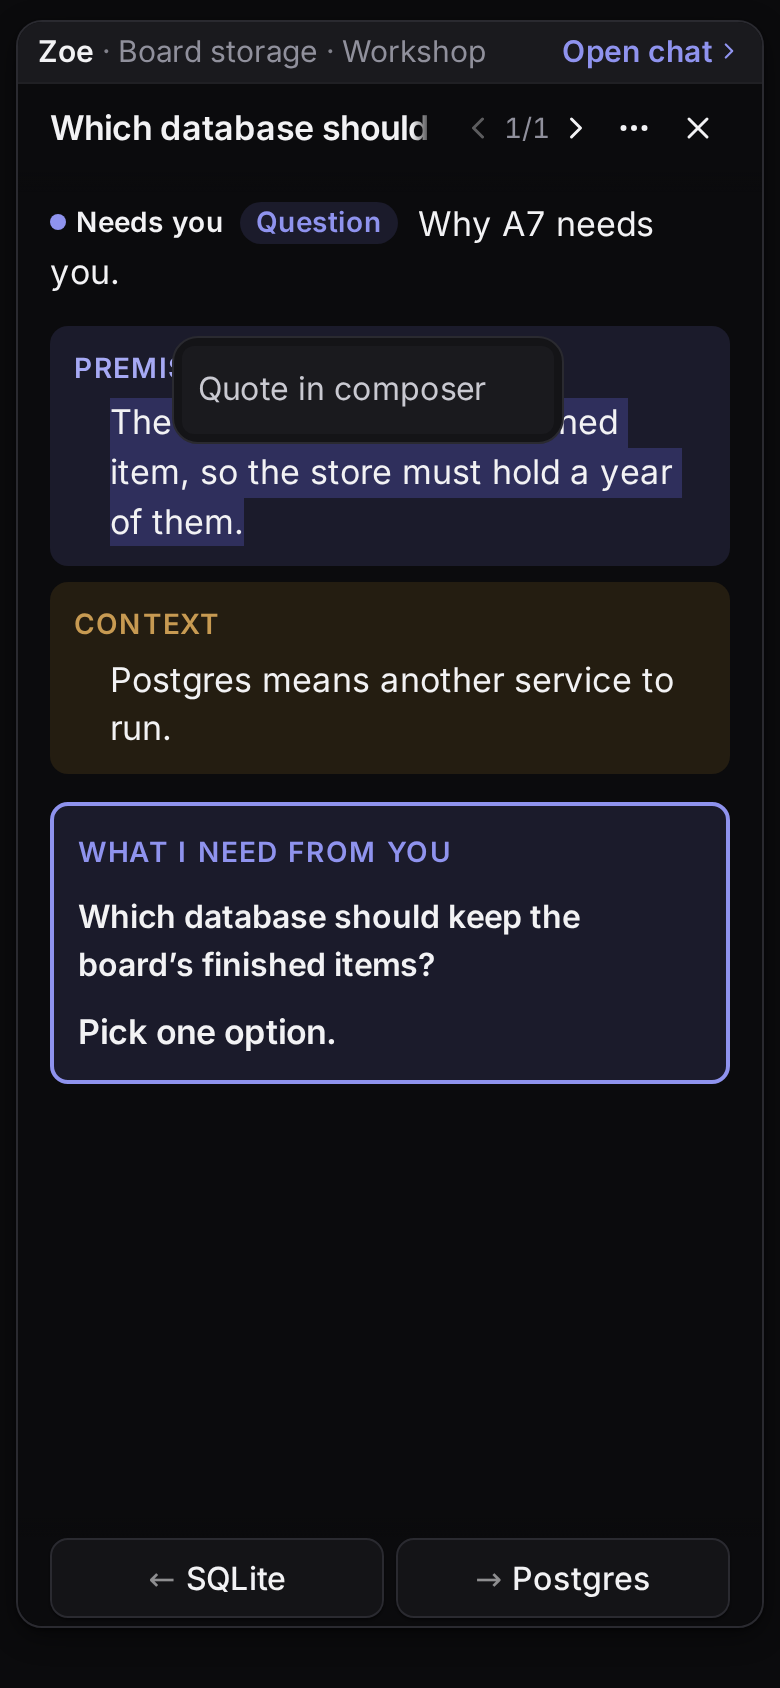 Zoe · Board storage · Workshop Open chat
Which database should 1/1
Needs you Question Why A7 needs
you.
Quote in composer
The
item, so the store must hold a year
of them.
CONTEXT
Postgres means another service to
run.
WHAT I NEED FROM YOU
Which database should keep the
board’s finished items?
Pick one option.
← SQLite → Postgres